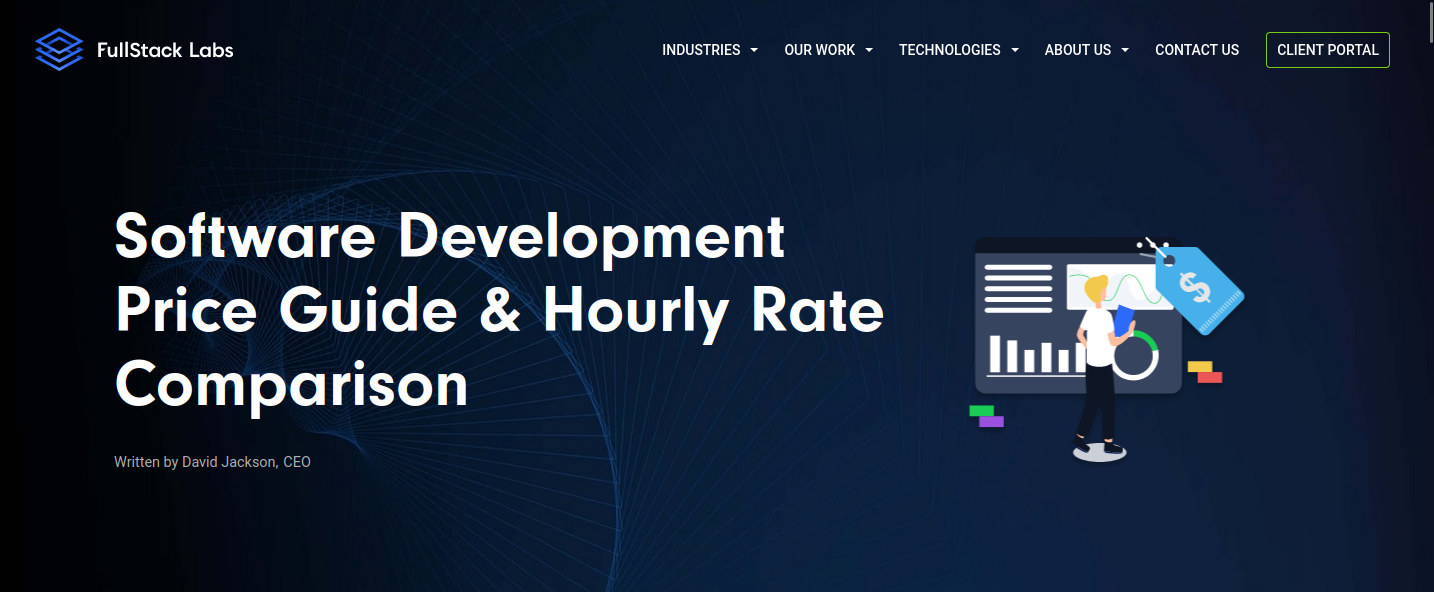 FullStack Labs
INDUSTRIES
OUR WORK
TECHNOLOGIES
ABOUT US
CONTACT US
CLIENT PORTAL
Software Development
Price Guide & Hourly Rate
Comparison
$
Written by David Jackson, CEO